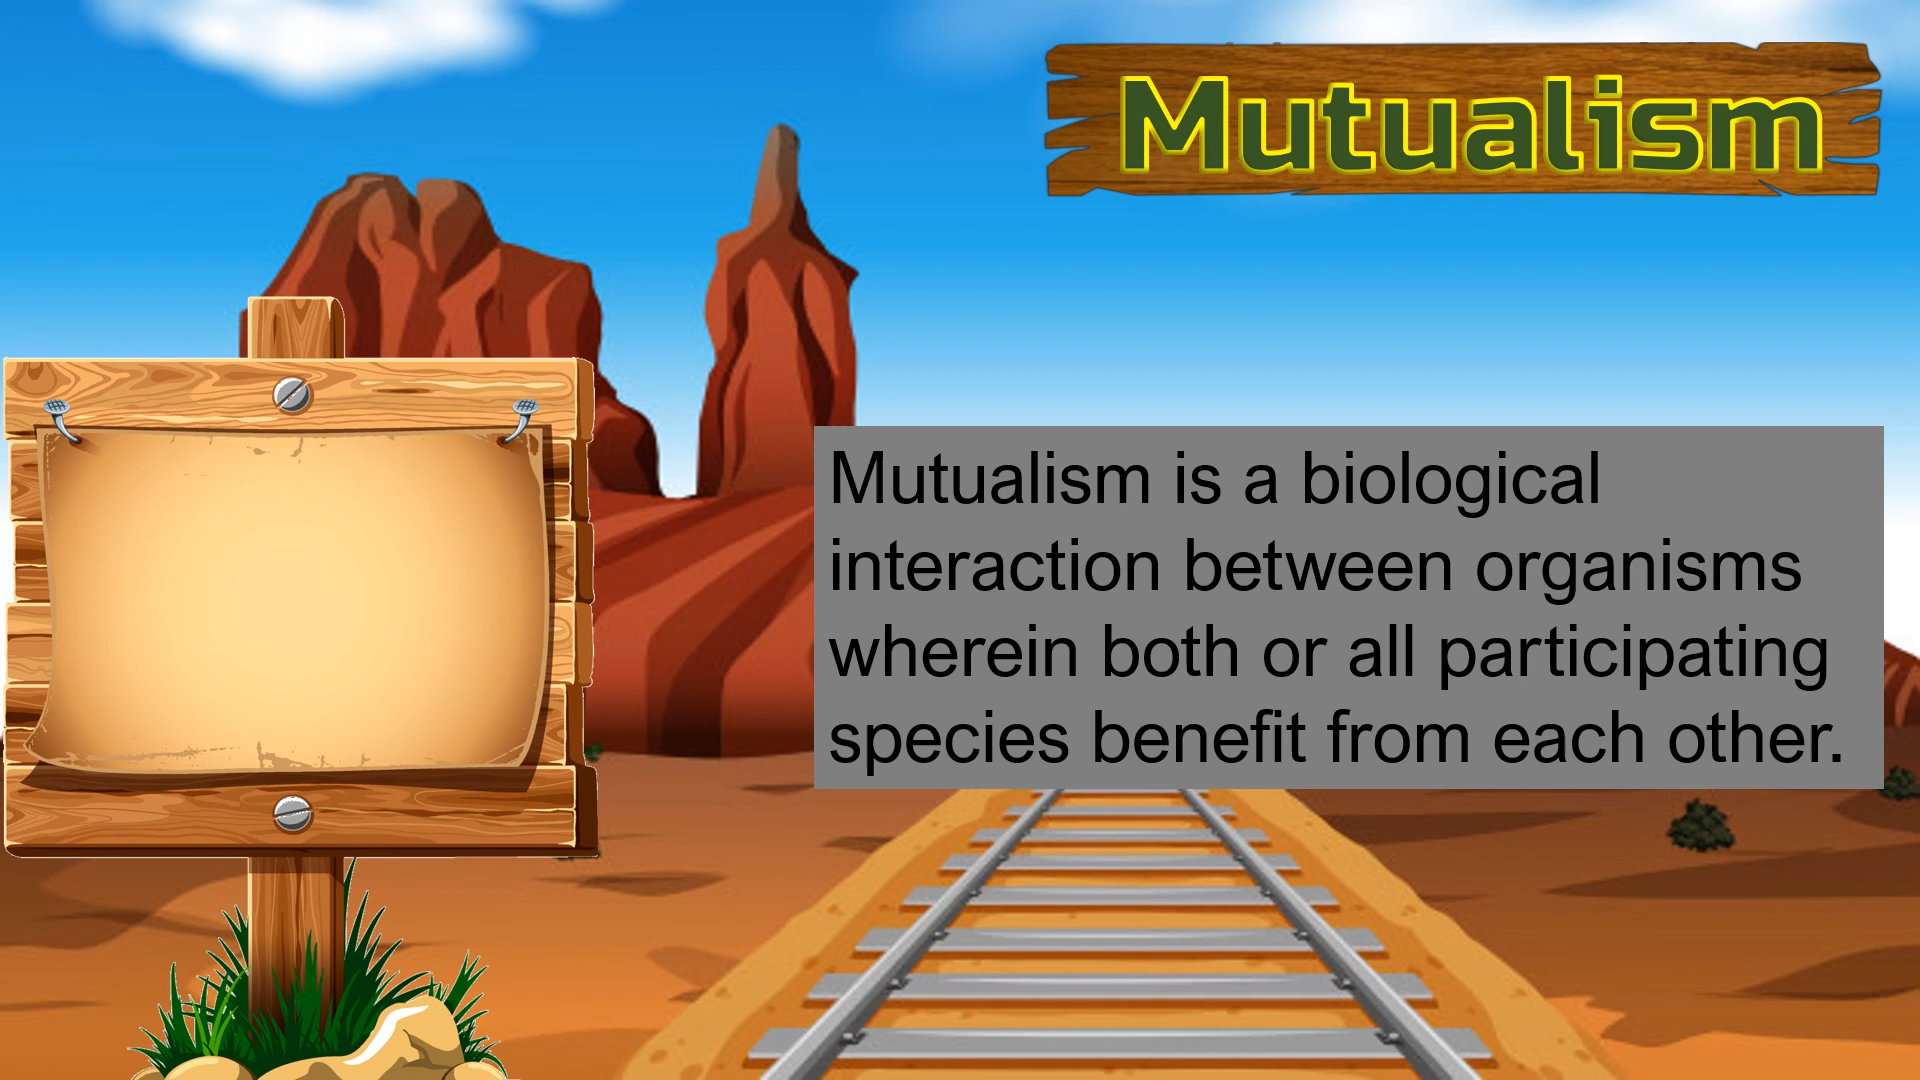 Mutualism
Mutualism is a biological
interaction between organisms
wherein both or all participating
species benefit from each other.